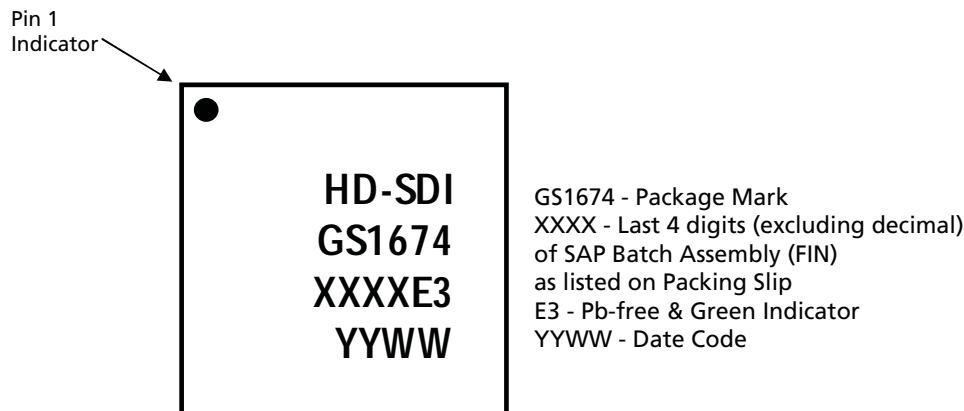 Pin 1
Indicator
HD-SDI
GS1674
XXXXE3
YYWW
GS1674 - Package Mark
XXXX - Last 4 digits (excluding decimal)
of SAP Batch Assembly (FIN)
as listed on Packing Slip
E3 - Pb-free & Green Indicator
YYWW - Date Code